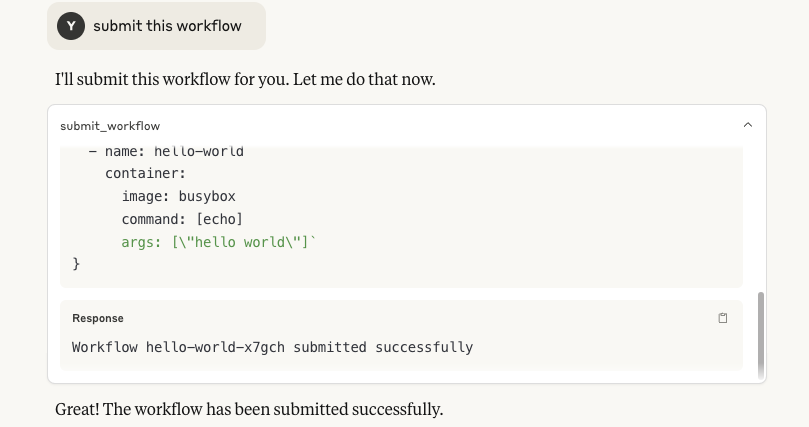 Y submit this workflow
I'll submit this workflow for you. Let me do that now.
submit_workflow
- name: hello-world
container:
image: busybox
command: [echo]
args: [\"hello world\"]`
}
Response
Workflow hello-world-x7gch submitted successfully
Great! The workflow has been submitted successfully.